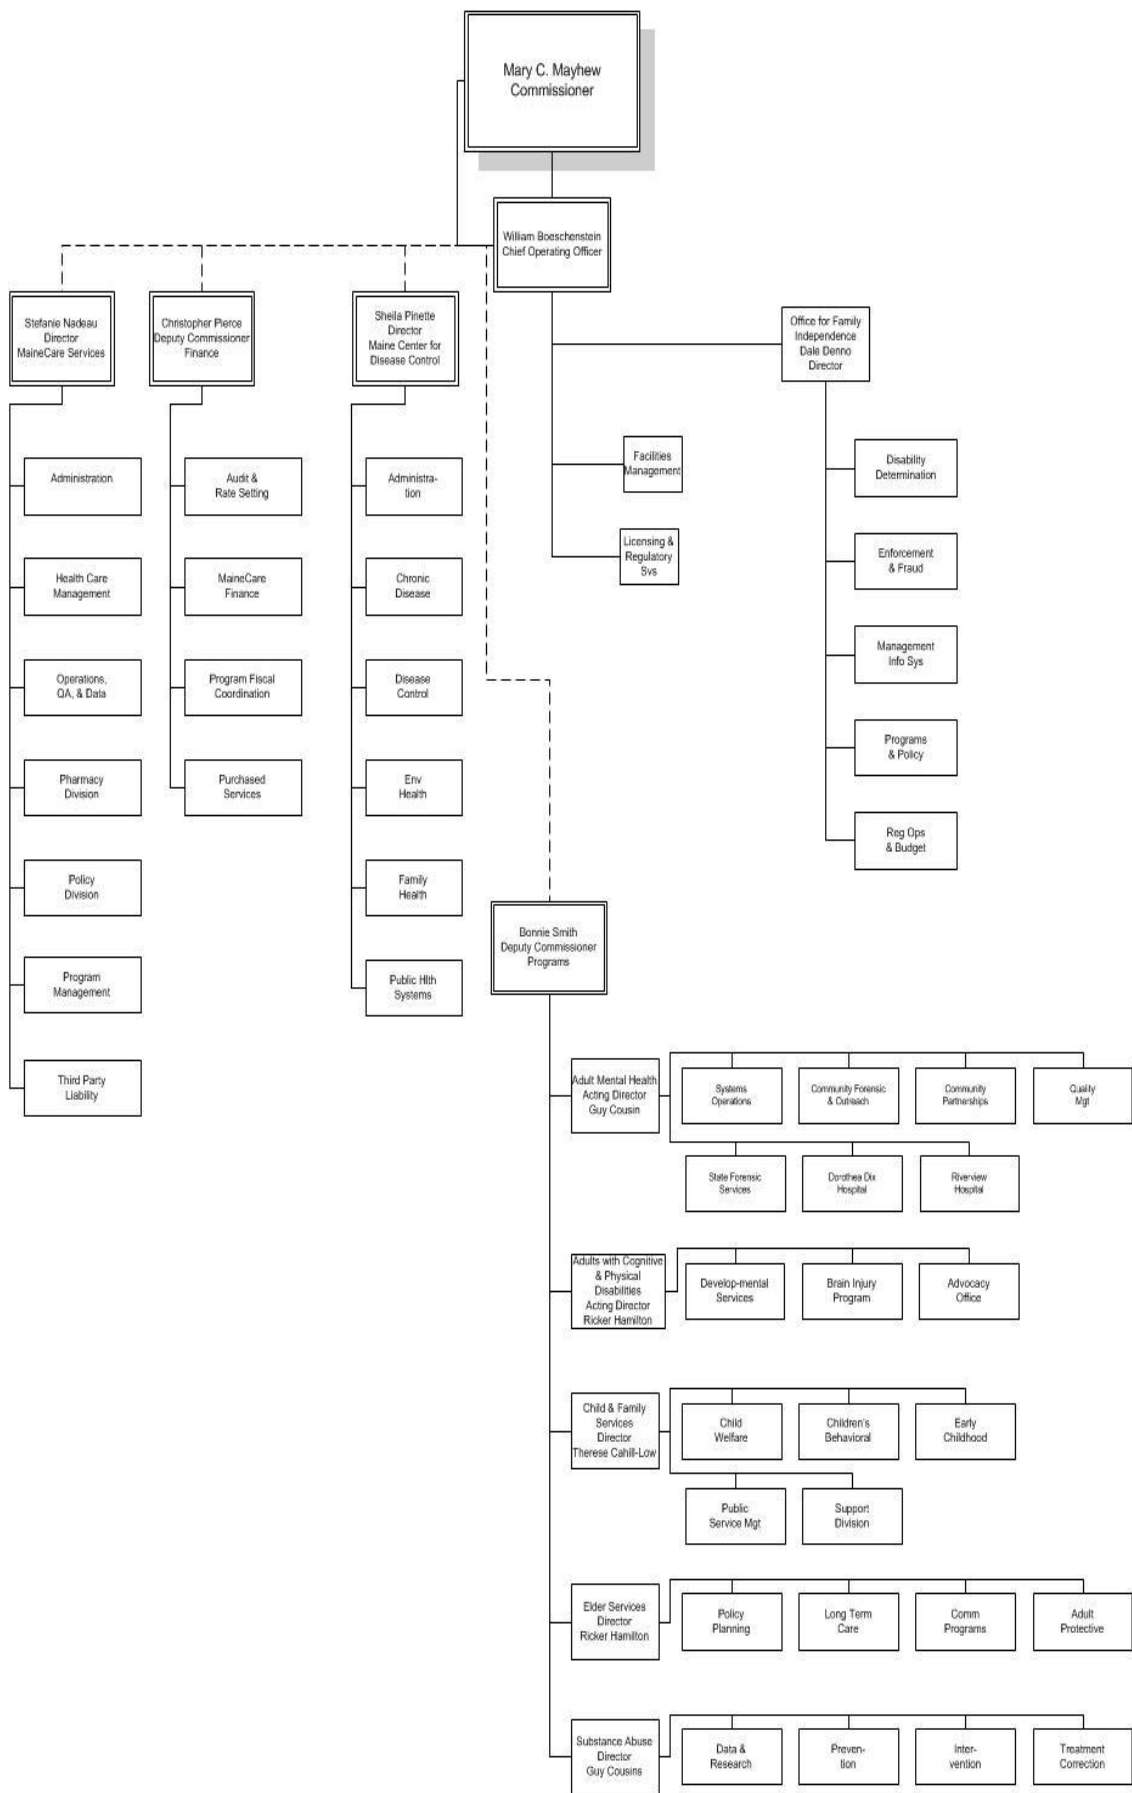 Mary C. Mayhew
Commissioner
William Boeschenstein
Chief Operating Officer
Stefanie Nadeau
Director
MaineCare Services
Christopher Pierce
Deputy Commissioner
Finance
Sheila Pinette
Director
Maine Center for
Disease Control
Office for Family
Independence
Dale Denno
Director
Administration
Health Care
Management
Operations,
QA, & Data
Pharmacy
Division
Policy
Division
Program
Management
Third Party
Liability
Audit &
Rate Setting
MaineCare
Finance
Program Fiscal
Coordination
Purchased
Services
Administra-
tion
Chronic
Disease
Disease
Control
Env
Health
Family
Health
Public Hlth
Systems
Facilities
Management
Licensing &
Regulatory
Svs
Disability
Determination
Enforcement
& Fraud
Management
Info Sys
Programs
& Policy
Reg Ops
& Budget
Bonnie Smith
Deputy Commissioner
Programs
Adult Mental Health
Acting Director
Guy Cousin
Systems
Operations
Community Forensic
& Outreach
Community
Partnerships
Quality
Mgt
State Forensic
Services
Dorothea Dix
Hospital
Riverview
Hospital
Adults with Cognitive
& Physical
Disabilities
Acting Director
Ricker Hamilton
Develop-mental
Services
Brain Injury
Program
Advocacy
Office
Child & Family
Services
Director
Therese Cahill-Low
Child
Welfare
Children's
Behavioral
Early
Childhood
Public
Service Mgt
Support
Division
Elder Services
Director
Ricker Hamilton
Policy
Planning
Long Term
Care
Comm
Programs
Adult
Protective
Substance Abuse
Director
Guy Cousins
Data &
Research
Preven-
tion
Inter-
vention
Treatment
Correction